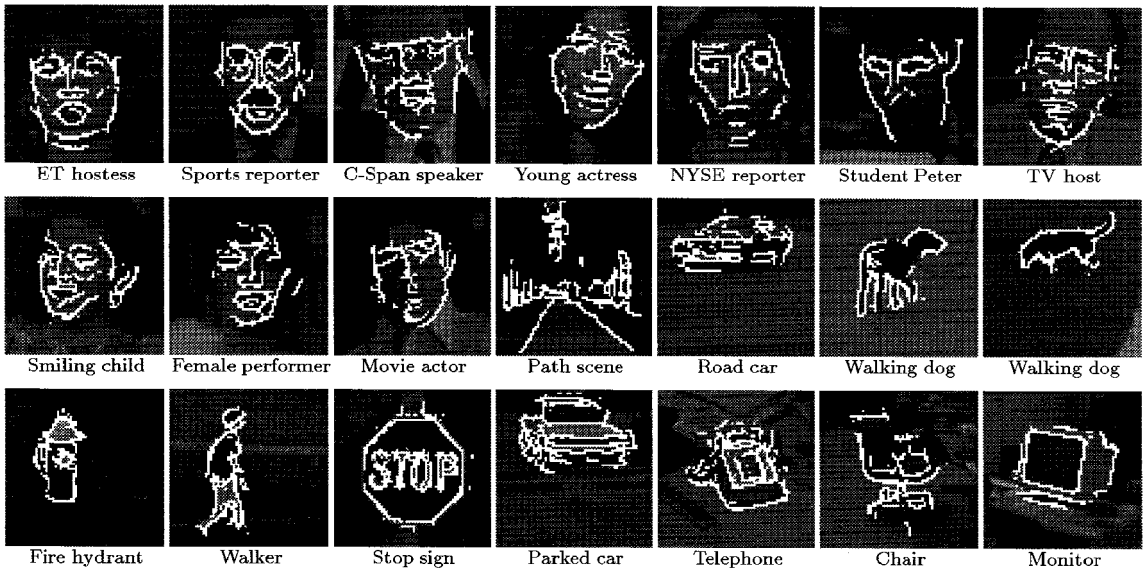 ET hostess
Sports reporter
C-Span speaker
Young actress
NYSE reporter
Student Peter
TV host
Smiling child
Female performer
Movie actor
Path scene
Road car
Walking dog
Walking dog
STOP
Fire hydrant
Walker
Stop sign
Parked car
Telephone
Chair
Monitor